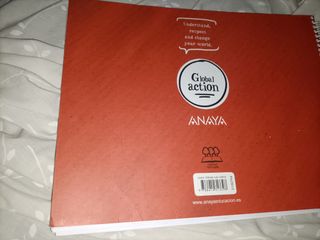 Understand,
respect
and change
your world.
Global
action
ANAYA
www.anayaeducacion.es